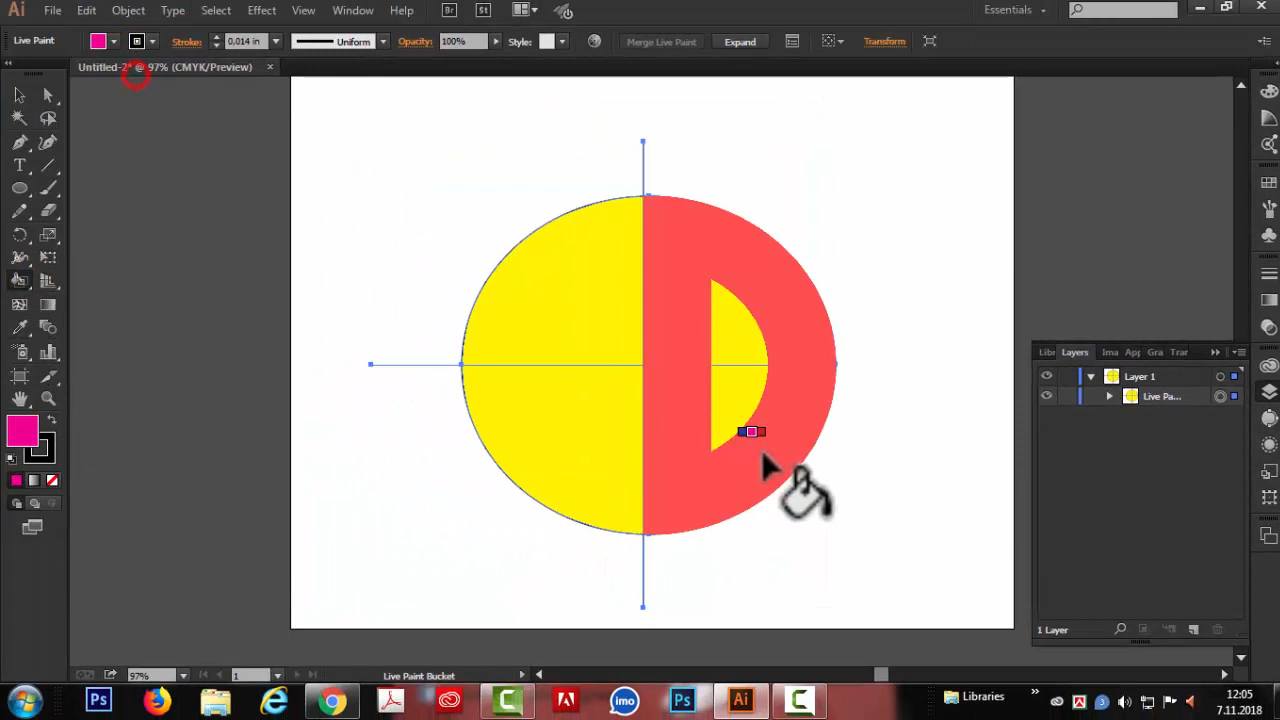 Ai File Edit Object Type Select Effect View Window Help Br St Essentials
Live Paint Stroke: 0,014 in Uniform Opacity: 100% Style: Merge Live Paint Expand Transform
Untitled-2* @ 97% (CMYK/Preview) ×
Libr Layers Ima App Gra Trar
Layer 1
Live Pa...
1 Layer
97% 1 Live Paint Bucket
Ps Ps Ai imo Libraries 12:05
7.11.2018